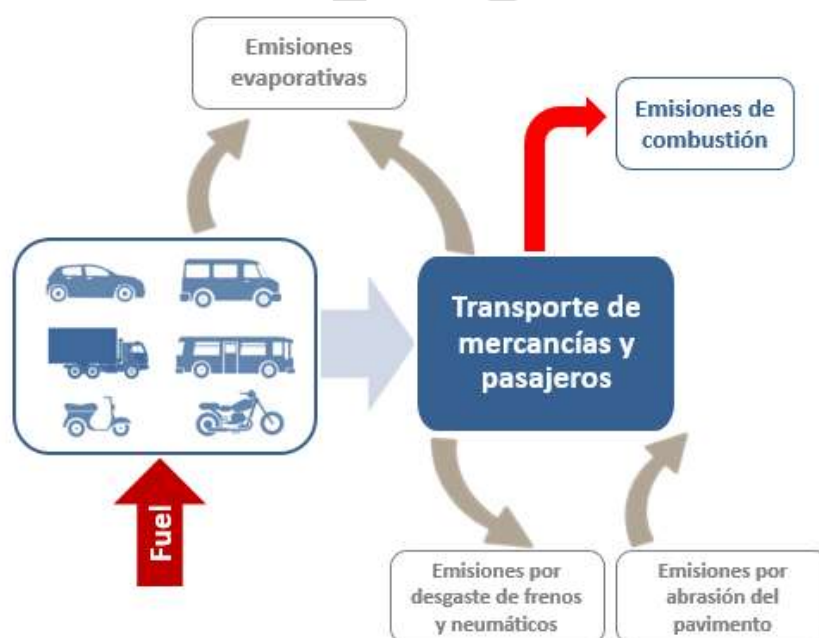 Emisiones
evaporativas
Emisiones de
combustión
Transporte de
mercancías y
pasajeros
Fuel
Emisiones por
desgaste de frenos
y neumáticos
Emisiones por
abrasión del
pavimento